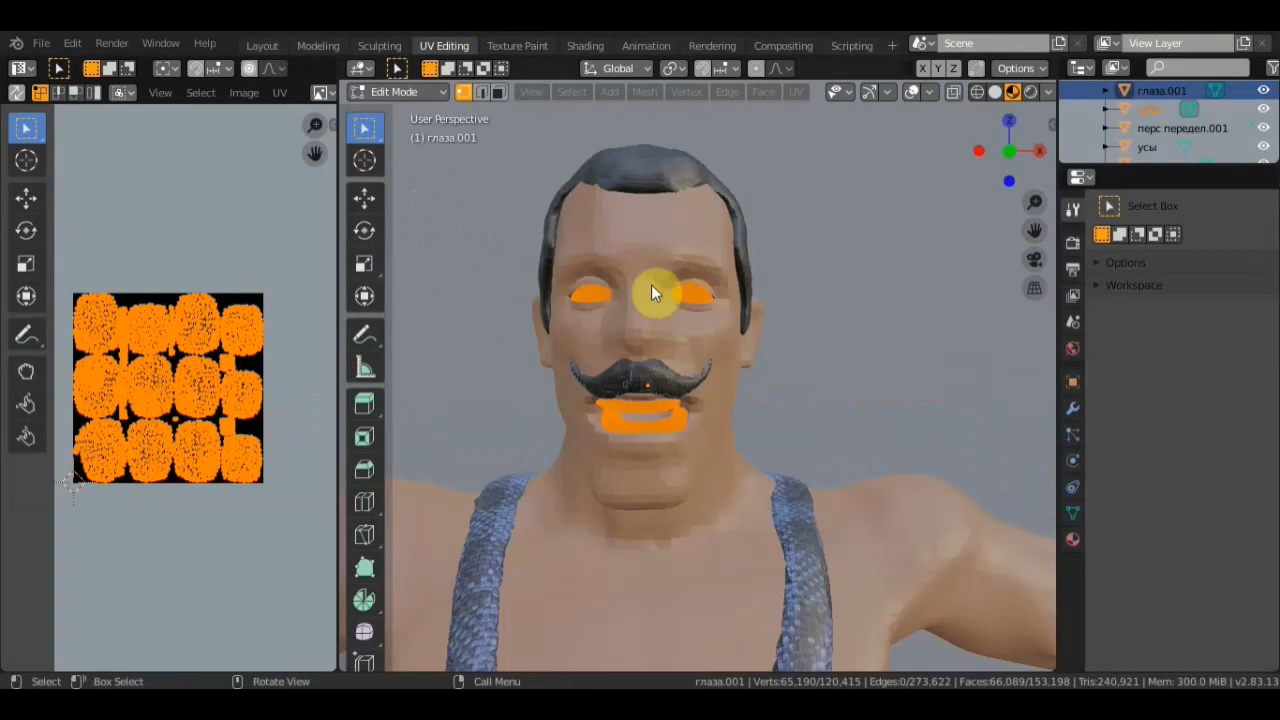 File Edit Render Window Help Layout Modeling Sculpting UV Editing Texture Paint Shading Animation Rendering Compositing Scripting + Scene View Layer
Global X Y Z Options
View Select Image UV Edit Mode View Select Add Mesh Vertex Edge Face UV глаза.001
User Perspective
(1) глаза.001
Z
X
перс передел.001
усы
Select Box
Options
Workspace
Select Box Select Rotate View Call Menu глаза.001 | Verts:65,190/120,415 | Edges:0/273,622 | Faces:66,089/153,198 | Tris:240,921 | Mem: 300.0 MiB | v2.83.13